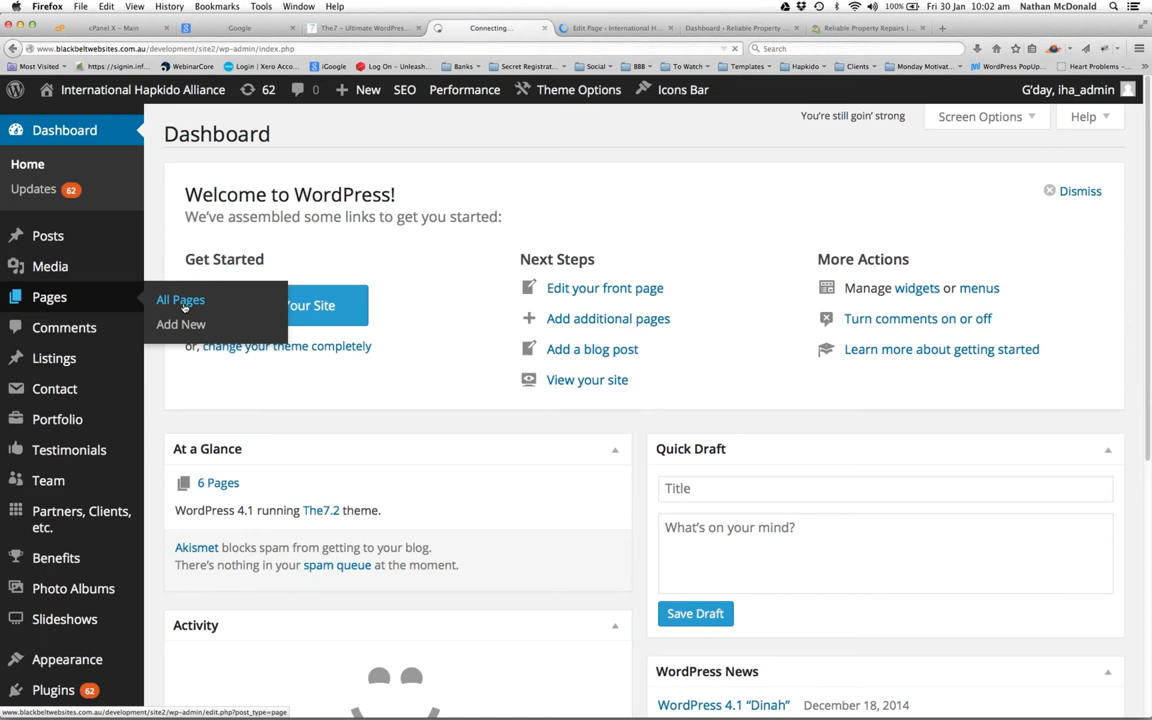 Firefox File Edit View History Bookmarks Tools Window Help 100% Fri 30 Jan 10:02 am Nathan McDonald
cPanel X – Main Google The7 – Ultimate WordPres... Connecting... Edit Page ‹ International H... Dashboard ‹ Reliable Property ... Reliable Property Repairs | ...
www.blackbeltwebsites.com.au/development/site2/wp-admin/index.php Search
Most Visited https://signin.inf... WebinarCore Login | Xero Acco... iGoogle Log On – Unleash... Banks Secret Registrat... Social BBB To Watch Templates Hapkido Clients Monday Motivat... WordPress PopUp... Heart Problems –...
International Hapkido Alliance 62 0 New SEO Performance Theme Options Icons Bar G'day, iha_admin
Dashboard
Home
Updates 62
Posts
Media
Pages
All Pages
Add New
Comments
Listings
Contact
Portfolio
Testimonials
Team
Partners, Clients,
etc.
Benefits
Photo Albums
Slideshows
Appearance
Plugins 62
You're still goin' strong Screen Options Help
Dashboard
Welcome to WordPress!
We've assembled some links to get you started:
Dismiss
Get Started
Your Site
or, change your theme completely
Next Steps
Edit your front page
Add additional pages
Add a blog post
View your site
More Actions
Manage widgets or menus
Turn comments on or off
Learn more about getting started
At a Glance
6 Pages
WordPress 4.1 running The7.2 theme.
Akismet blocks spam from getting to your blog.
There's nothing in your spam queue at the moment.
Activity
Quick Draft
Title
What's on your mind?
Save Draft
WordPress News
WordPress 4.1 "Dinah" December 18, 2014
www.blackbeltwebsites.com.au/development/site2/wp-admin/edit.php?post_type=page